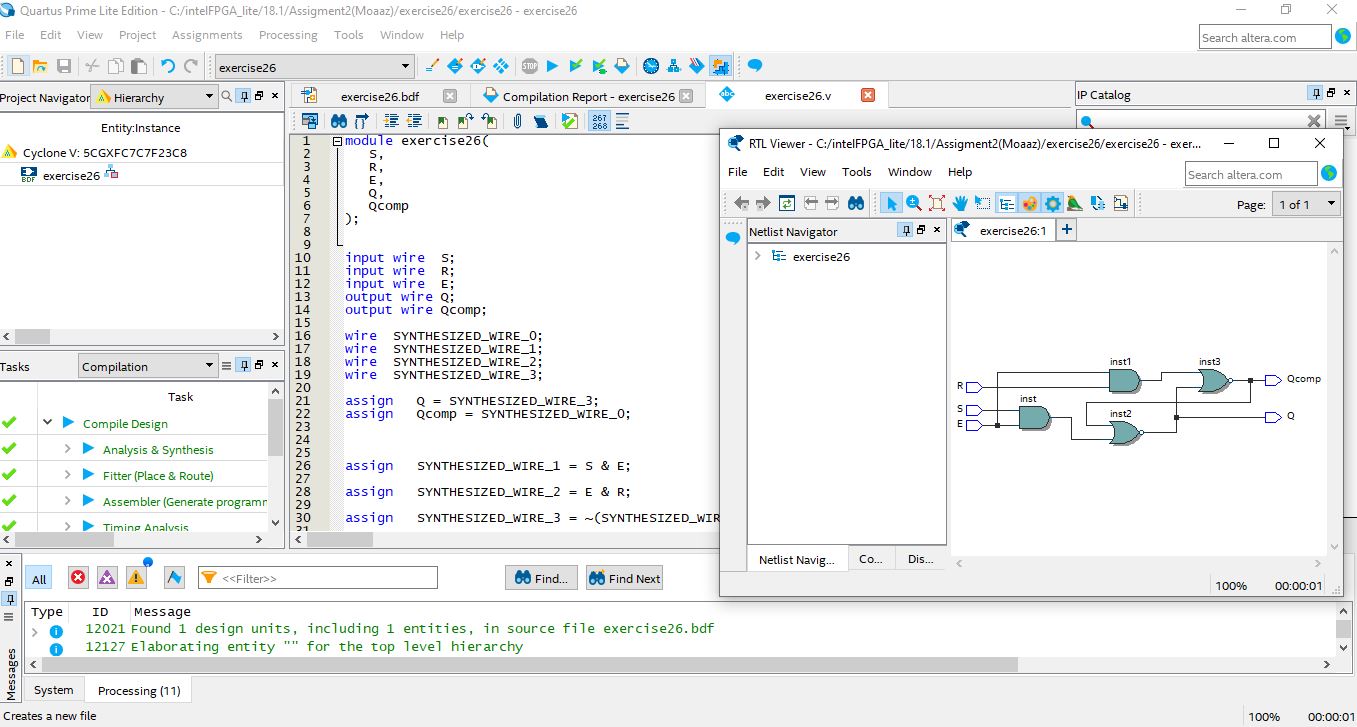 Quartus Prime Lite Edition - C:/intelFPGA_lite/18.1/Assigment2(Moaaz)/exercise26/exercise26 - exercise26
File Edit View Project Assignments Processing Tools Window Help
Search altera.com
exercise26
STOP
Project Navigator Hierarchy
exercise26.bdf
Compilation Report - exercise26
abc exercise26.v
IP Catalog
Entity:Instance
Cyclone V: 5CGXFC7C7F23C8
BDF exercise26
267
268
1 module exercise26(
2 S,
3 R,
4 E,
5 Q,
6 Qcomp
7 );
8
9
10 input wire S;
11 input wire R;
12 input wire E;
13 output wire Q;
14 output wire Qcomp;
15
16 wire SYNTHESIZED_WIRE_0;
17 wire SYNTHESIZED_WIRE_1;
18 wire SYNTHESIZED_WIRE_2;
19 wire SYNTHESIZED_WIRE_3;
20
21 assign Q = SYNTHESIZED_WIRE_3;
22 assign Qcomp = SYNTHESIZED_WIRE_0;
23
24
25
26 assign SYNTHESIZED_WIRE_1 = S & E;
27
28 assign SYNTHESIZED_WIRE_2 = E & R;
29
30 assign SYNTHESIZED_WIRE_3 = ~(SYNTHESIZED_WIR
31
Tasks Compilation
Task
Compile Design
Analysis & Synthesis
Fitter (Place & Route)
Assembler (Generate programm
Timing Analysis
RTL Viewer - C:/intelFPGA_lite/18.1/Assigment2(Moaaz)/exercise26/exercise26 - exer...
File Edit View Tools Window Help
Search altera.com
Page: 1 of 1
Netlist Navigator
exercise26:1
exercise26
inst1
inst3
R
Qcomp
inst
S
inst2
Q
E
Netlist Navig... Co... Dis...
100% 00:00:01
All
<<Filter>>
Find...
Find Next
Type ID Message
12021 Found 1 design units, including 1 entities, in source file exercise26.bdf
12127 Elaborating entity "" for the top level hierarchy
Messages
System Processing (11)
Creates a new file
100% 00:00:01